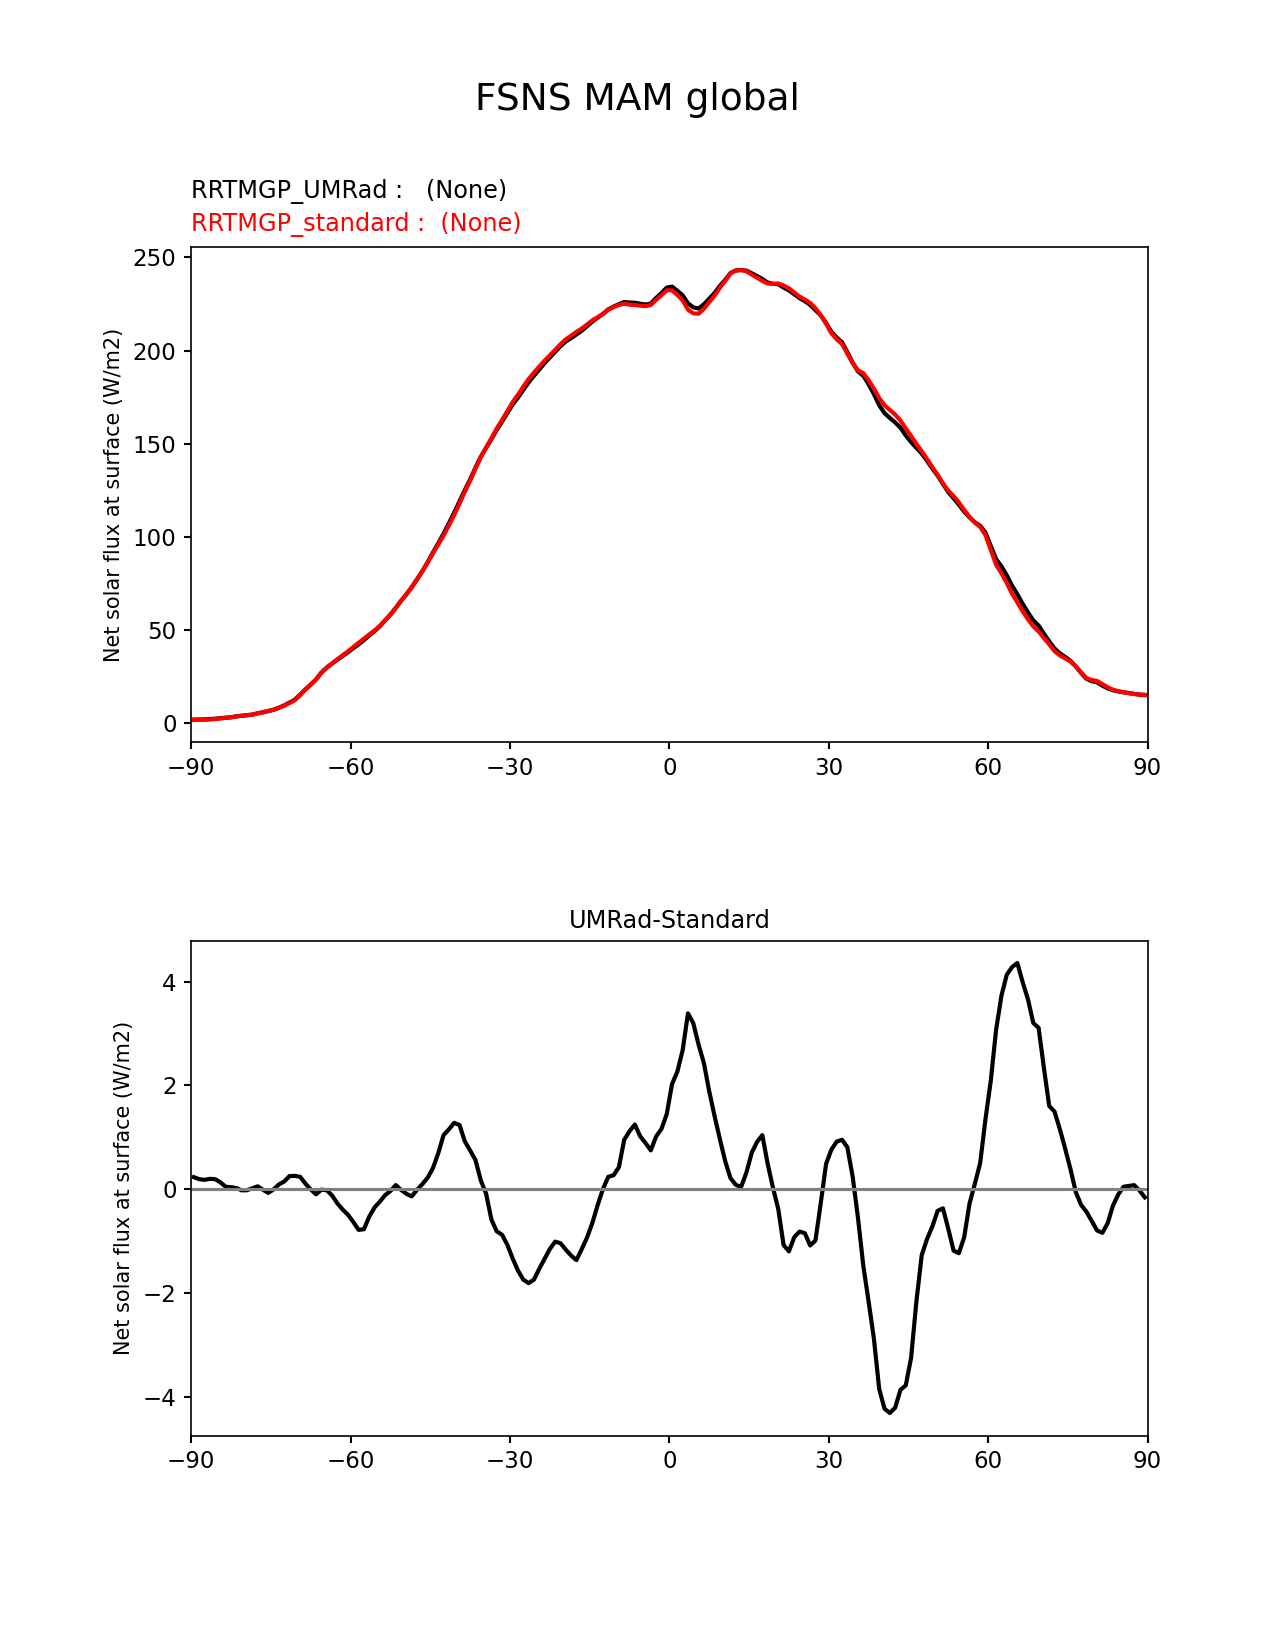 FSNS MAM global
RRTMGP_UMRad :   (None)
RRTMGP_standard :  (None)
250
200
150
100
50
0
Net solar flux at surface (W/m2)
−90 −60 −30 0 30 60 90
UMRad-Standard
4
2
0
−2
−4
Net solar flux at surface (W/m2)
−90 −60 −30 0 30 60 90